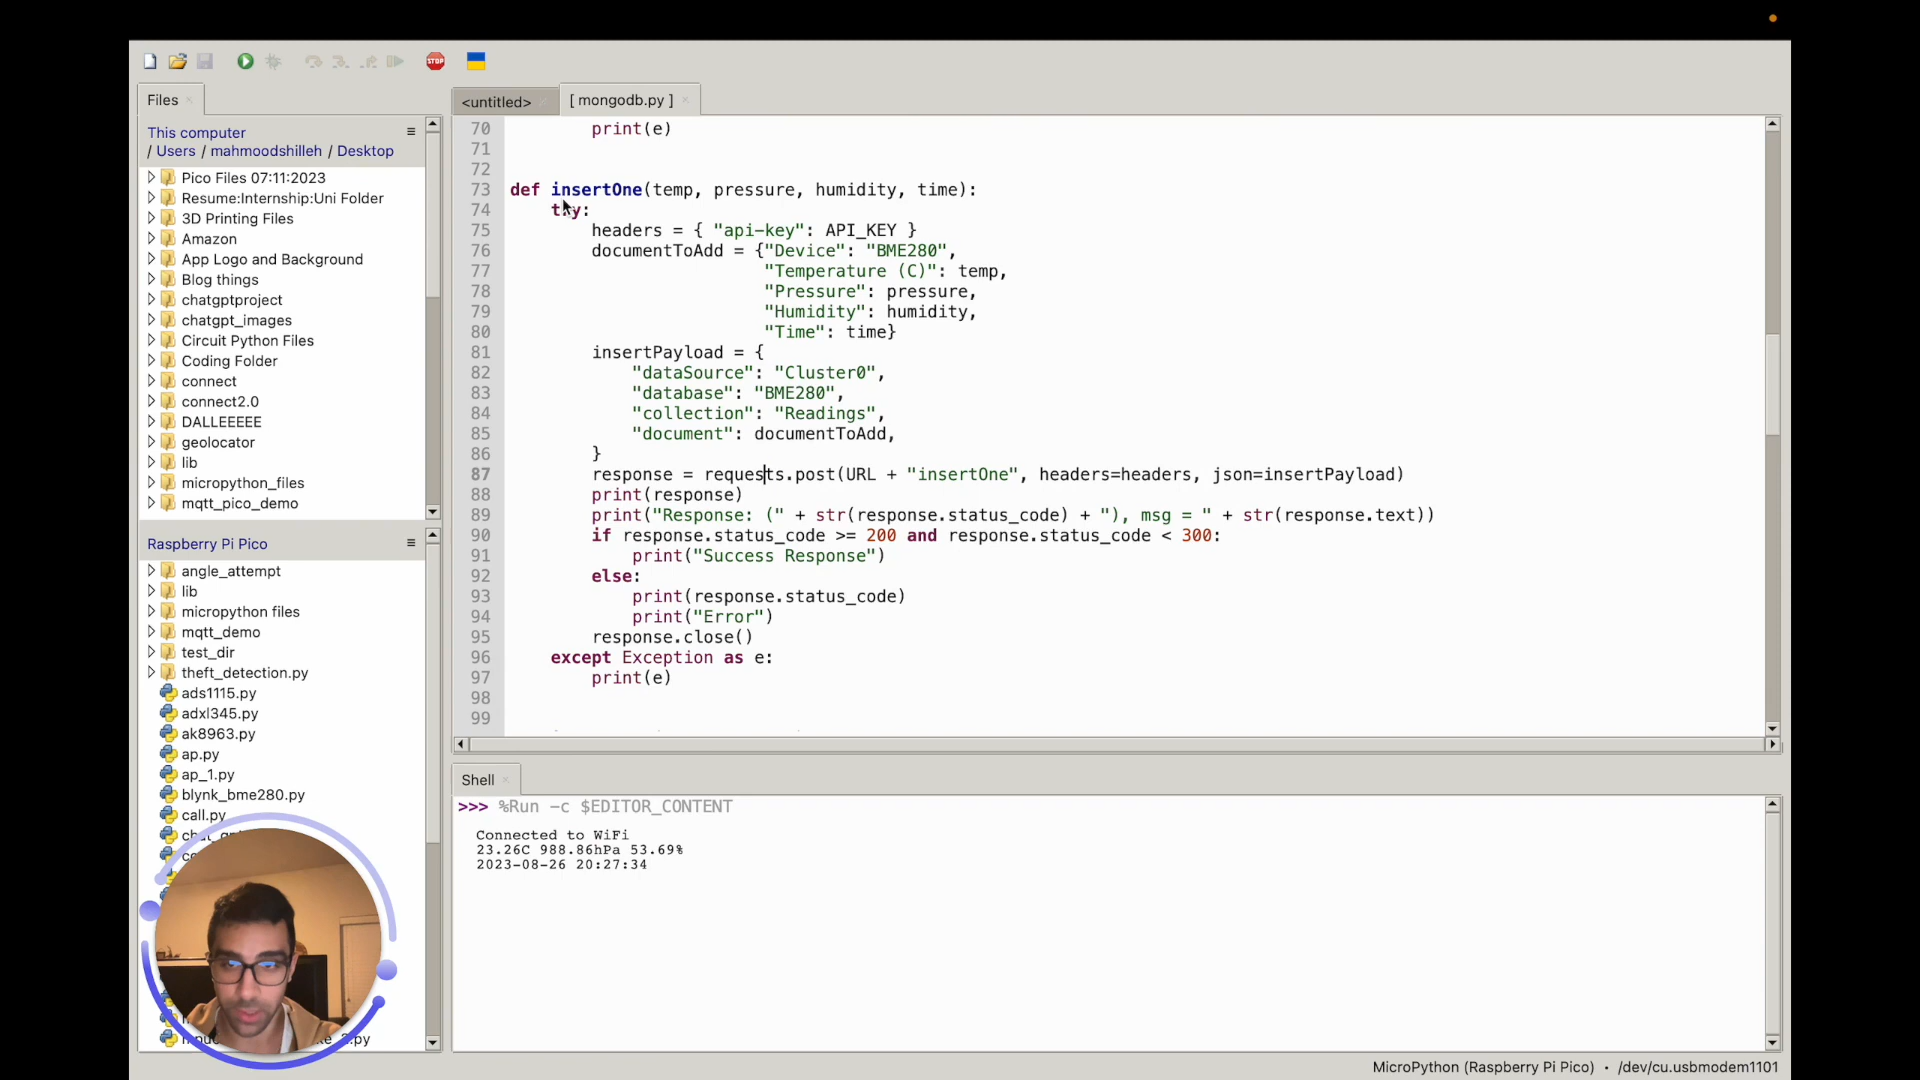 STOP
Files
<untitled>
[ mongodb.py ]
This computer
/ Users / mahmoodshilleh / Desktop
Pico Files 07:11:2023
Resume:Internship:Uni Folder
3D Printing Files
Amazon
App Logo and Background
Blog things
chatgptproject
chatgpt_images
Circuit Python Files
Coding Folder
connect
connect2.0
DALLEEEEE
geolocator
lib
micropython_files
mqtt_pico_demo
Raspberry Pi Pico
angle_attempt
lib
micropython files
mqtt_demo
test_dir
theft_detection.py
ads1115.py
adxl345.py
ak8963.py
ap.py
ap_1.py
blynk_bme280.py
call.py
70 print(e)
71
72
73 def insertOne(temp, pressure, humidity, time):
74 try:
75 headers = { "api-key": API_KEY }
76 documentToAdd = {"Device": "BME280",
77 "Temperature (C)": temp,
78 "Pressure": pressure,
79 "Humidity": humidity,
80 "Time": time}
81 insertPayload = {
82 "dataSource": "Cluster0",
83 "database": "BME280",
84 "collection": "Readings",
85 "document": documentToAdd,
86 }
87 response = requests.post(URL + "insertOne", headers=headers, json=insertPayload)
88 print(response)
89 print("Response: (" + str(response.status_code) + "), msg = " + str(response.text))
90 if response.status_code >= 200 and response.status_code < 300:
91 print("Success Response")
92 else:
93 print(response.status_code)
94 print("Error")
95 response.close()
96 except Exception as e:
97 print(e)
98
99
Shell
>>> %Run -c $EDITOR_CONTENT
Connected to WiFi
23.26C 988.86hPa 53.69%
2023-08-26 20:27:34
MicroPython (Raspberry Pi Pico) • /dev/cu.usbmodem1101